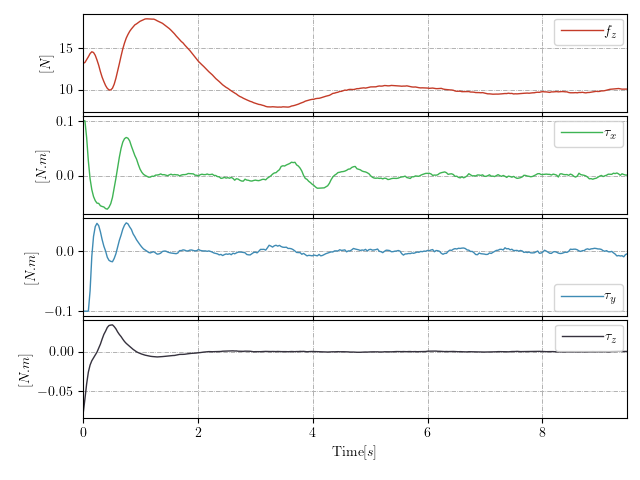 f_z
[N]
15
10
τ_x
[N.m]
0.1
0.0
τ_y
[N.m]
0.0
−0.1
τ_z
[N.m]
0.00
−0.05
0 2 4 6 8
Time[s]